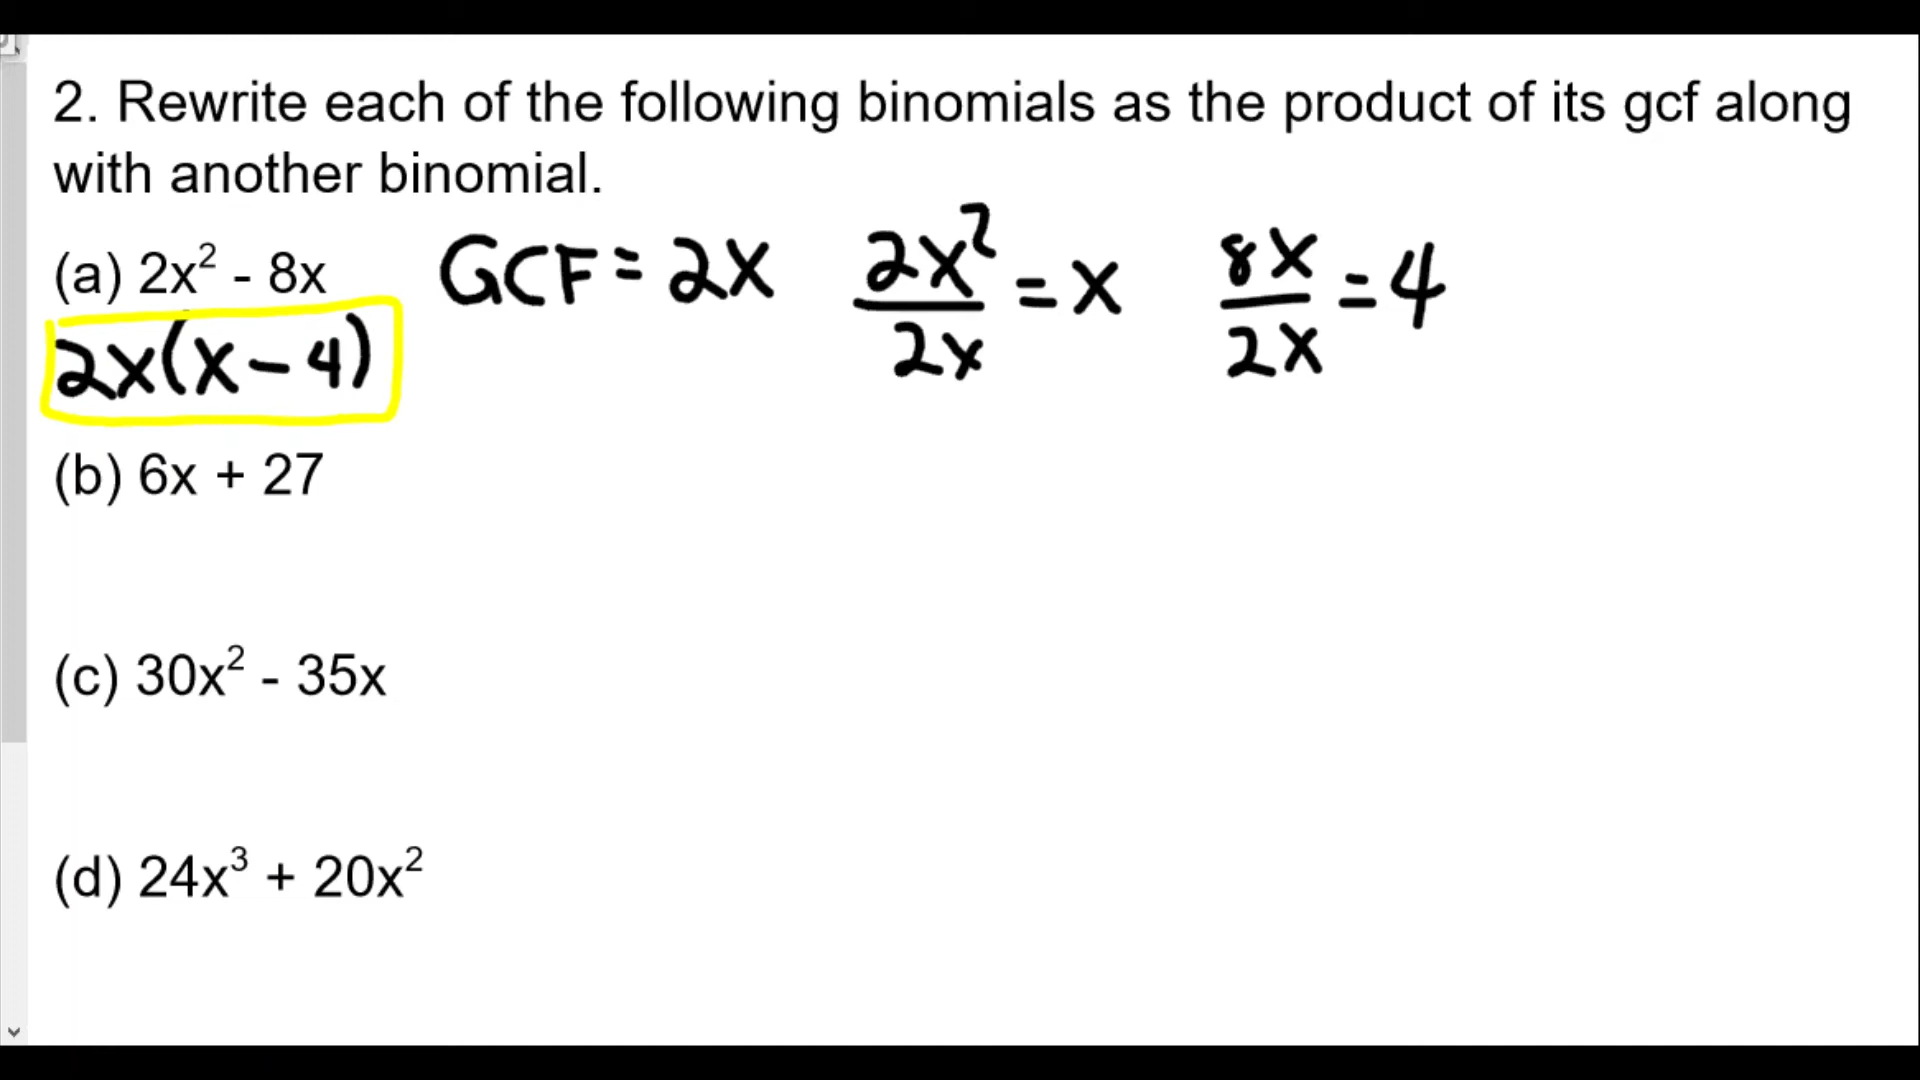 2. Rewrite each of the following binomials as the product of its gcf along
with another binomial.
(a) 2x² - 8x GCF = 2x 2x²/2x = x 8x/2x = 4
2x(x - 4)
(b) 6x + 27
(c) 30x² - 35x
(d) 24x³ + 20x²